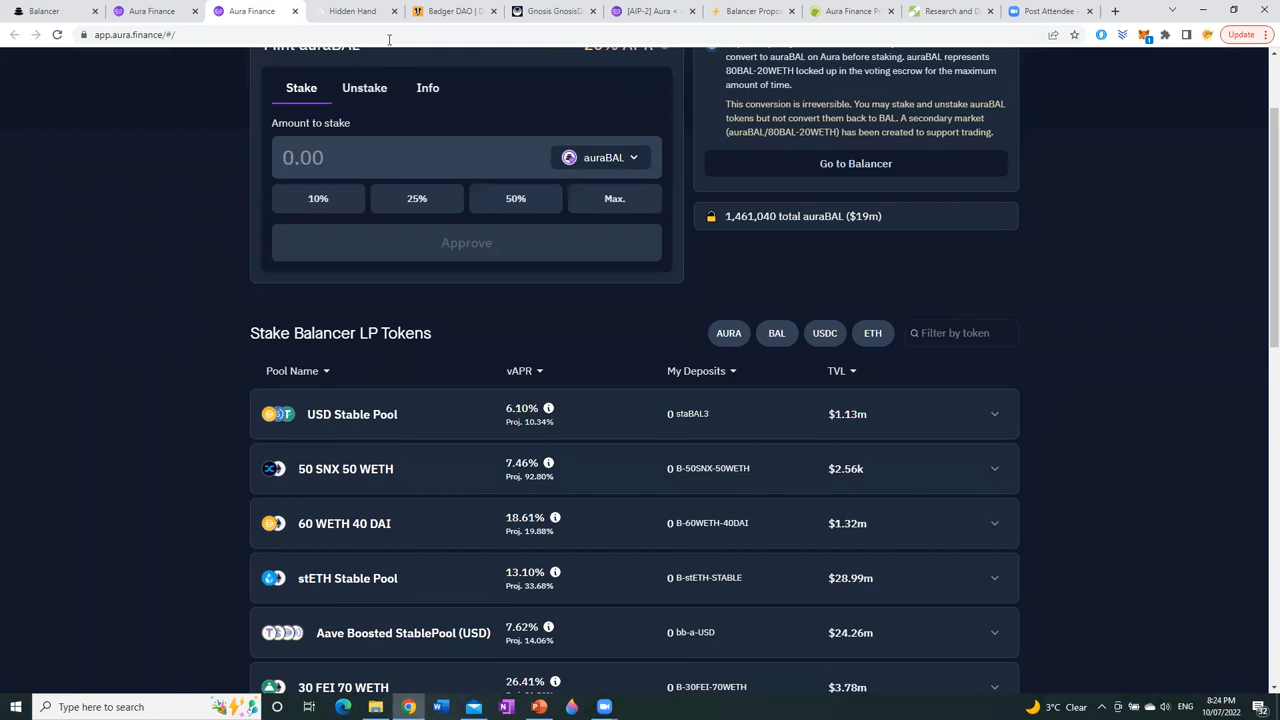 Balancer
Aura Finance
Aura Finance
Hidden Hand
Badger DAO | D
Gnosis GnosisD
[AIP-2] Aura <
Balancer Propos
Aura Finance Pr
Research and D
Post Attendee -
app.aura.finance/#/
Update
Mint auraBAL
Stake
Unstake
Info
Amount to stake
0.00
auraBAL
10%
25%
50%
Max.
Approve
convert to auraBAL on Aura before staking. auraBAL represents
80BAL-20WETH locked up in the voting escrow for the maximum
amount of time.
This conversion is irreversible. You may stake and unstake auraBAL
tokens but not convert them back to BAL. A secondary market
(auraBAL/80BAL-20WETH) has been created to support trading.
Go to Balancer
1,461,040 total auraBAL ($19m)
Stake Balancer LP Tokens
AURA
BAL
USDC
ETH
Filter by token
Pool Name
vAPR
My Deposits
TVL
USD Stable Pool
6.10%
Proj. 10.34%
0 staBAL3
$1.13m
50 SNX 50 WETH
7.46%
Proj. 92.80%
0 B-50SNX-50WETH
$2.56k
60 WETH 40 DAI
18.61%
Proj. 19.88%
0 B-60WETH-40DAI
$1.32m
stETH Stable Pool
13.10%
Proj. 33.68%
0 B-stETH-STABLE
$28.99m
Aave Boosted StablePool (USD)
7.62%
Proj. 14.06%
0 bb-a-USD
$24.26m
30 FEI 70 WETH
26.41%
0 B-30FEI-70WETH
$3.78m
Type here to search
3°C Clear
ENG
8:24 PM
10/07/2022
32